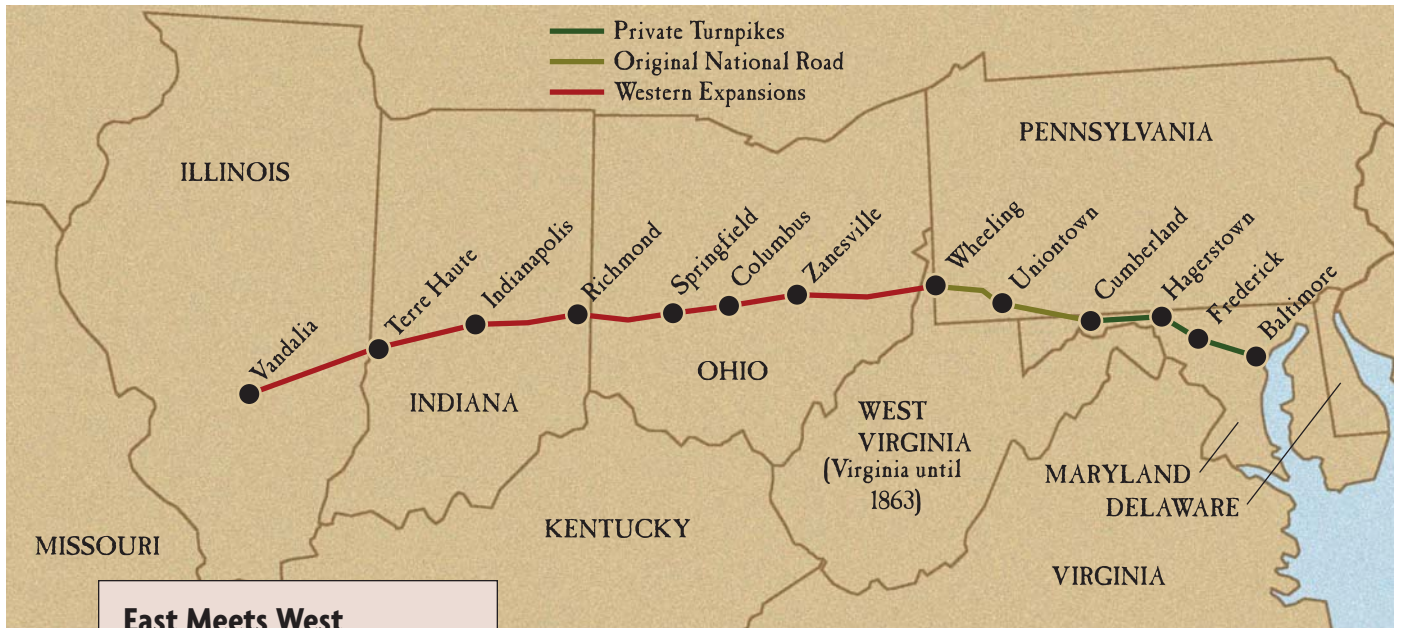 Private Turnpikes
Original National Road
Western Expansions
PENNSYLVANIA
ILLINOIS
Vandalia
Terre Haute
Indianapolis
Richmond
Springfield
Columbus
Zanesville
Wheeling
Uniontown
Cumberland
Hagerstown
Frederick
Baltimore
OHIO
INDIANA
WEST
VIRGINIA
(Virginia until
1863)
MARYLAND
DELAWARE
KENTUCKY
MISSOURI
VIRGINIA
East Meets West